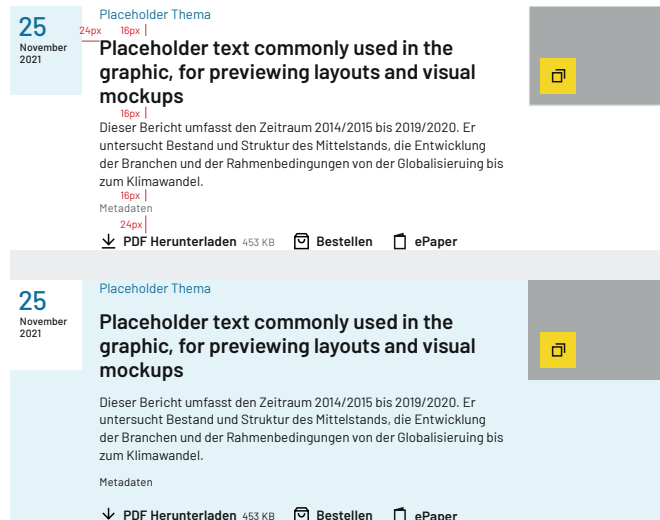 25
November
2021
Placeholder Thema
24px 16px
Placeholder text commonly used in the
graphic, for previewing layouts and visual
mockups
16px
Dieser Bericht umfasst den Zeitraum 2014/2015 bis 2019/2020. Er
untersucht Bestand und Struktur des Mittelstands, die Entwicklung
der Branchen und der Rahmenbedingungen von der Globalisieruing bis
zum Klimawandel.
16px
Metadaten
24px
PDF Herunterladen 453 KB Bestellen ePaper
25
November
2021
Placeholder Thema
Placeholder text commonly used in the
graphic, for previewing layouts and visual
mockups
Dieser Bericht umfasst den Zeitraum 2014/2015 bis 2019/2020. Er
untersucht Bestand und Struktur des Mittelstands, die Entwicklung
der Branchen und der Rahmenbedingungen von der Globalisieruing bis
zum Klimawandel.
Metadaten
PDF Herunterladen 453 KB Bestellen ePaper